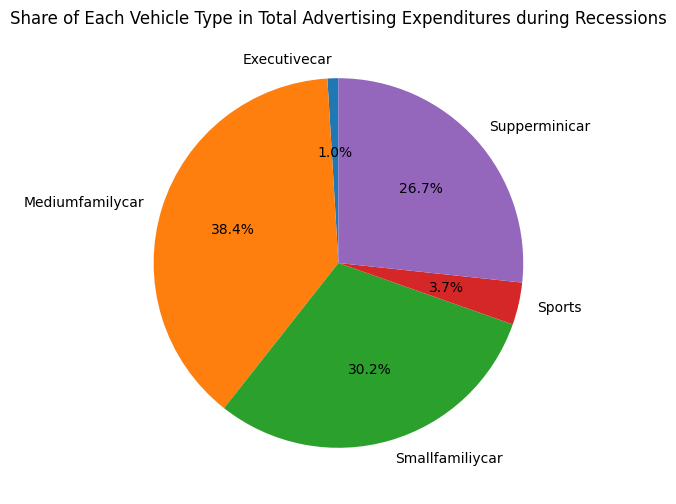 Share of Each Vehicle Type in Total Advertising Expenditures during Recessions
Executivecar
1.0%
Supperminicar
26.7%
Mediumfamilycar
38.4%
3.7%
Sports
30.2%
Smallfamiliycar